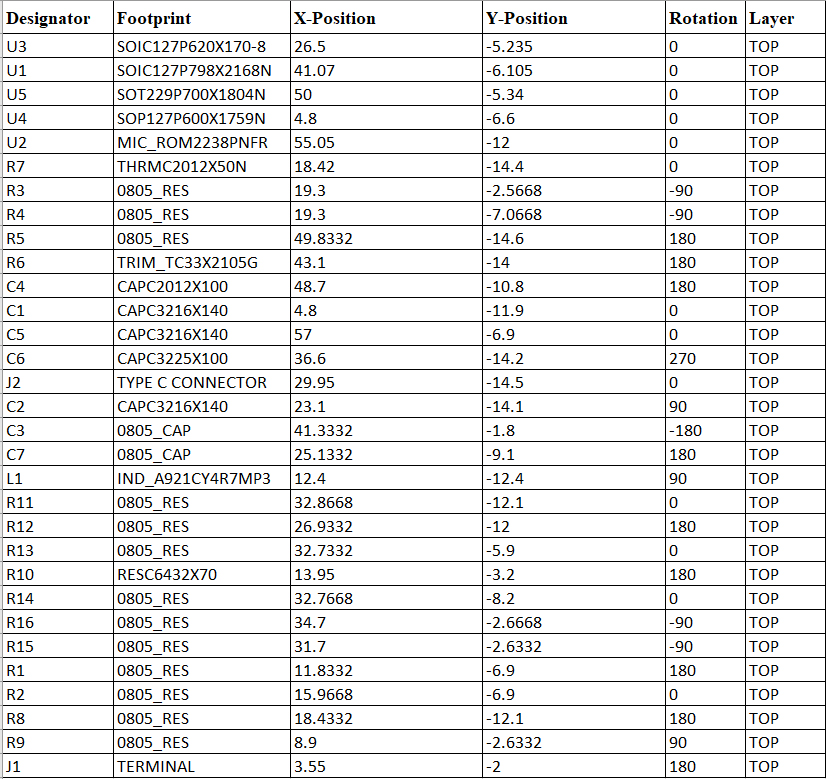 Designator Footprint X-Position Y-Position Rotation Layer
U3 SOIC127P620X170-8 26.5 -5.235 0 TOP
U1 SOIC127P798X2168N 41.07 -6.105 0 TOP
U5 SOT229P700X1804N 50 -5.34 0 TOP
U4 SOP127P600X1759N 4.8 -6.6 0 TOP
U2 MIC_ROM2238PNFR 55.05 -12 0 TOP
R7 THRMC2012X50N 18.42 -14.4 0 TOP
R3 0805_RES 19.3 -2.5668 -90 TOP
R4 0805_RES 19.3 -7.0668 -90 TOP
R5 0805_RES 49.8332 -14.6 180 TOP
R6 TRIM_TC33X2105G 43.1 -14 180 TOP
C4 CAPC2012X100 48.7 -10.8 180 TOP
C1 CAPC3216X140 4.8 -11.9 0 TOP
C5 CAPC3216X140 57 -6.9 0 TOP
C6 CAPC3225X100 36.6 -14.2 270 TOP
J2 TYPE C CONNECTOR 29.95 -14.5 0 TOP
C2 CAPC3216X140 23.1 -14.1 90 TOP
C3 0805_CAP 41.3332 -1.8 -180 TOP
C7 0805_CAP 25.1332 -9.1 180 TOP
L1 IND_A921CY4R7MP3 12.4 -12.4 90 TOP
R11 0805_RES 32.8668 -12.1 0 TOP
R12 0805_RES 26.9332 -12 180 TOP
R13 0805_RES 32.7332 -5.9 0 TOP
R10 RESC6432X70 13.95 -3.2 180 TOP
R14 0805_RES 32.7668 -8.2 0 TOP
R16 0805_RES 34.7 -2.6668 -90 TOP
R15 0805_RES 31.7 -2.6332 -90 TOP
R1 0805_RES 11.8332 -6.9 180 TOP
R2 0805_RES 15.9668 -6.9 0 TOP
R8 0805_RES 18.4332 -12.1 180 TOP
R9 0805_RES 8.9 -2.6332 90 TOP
J1 TERMINAL 3.55 -2 180 TOP